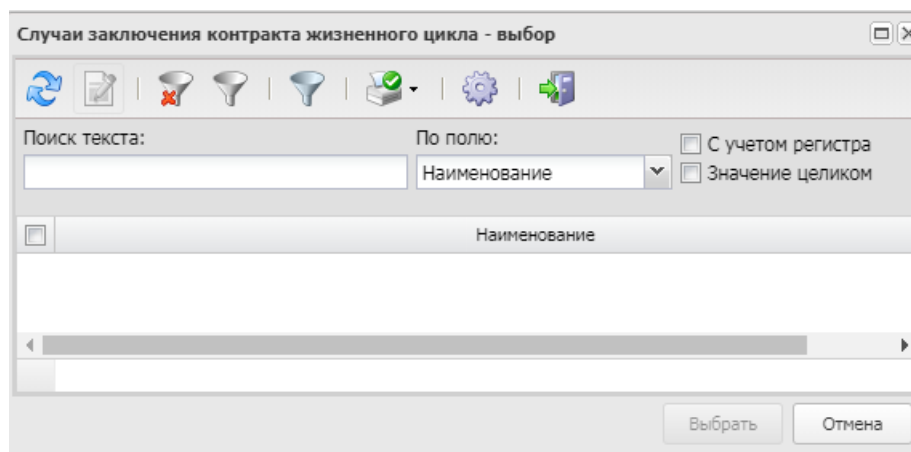 Случаи заключения контракта жизненного цикла - выбор
Поиск текста:
По полю:
С учетом регистра
Наименование
Значение целиком
Наименование
Выбрать
Отмена